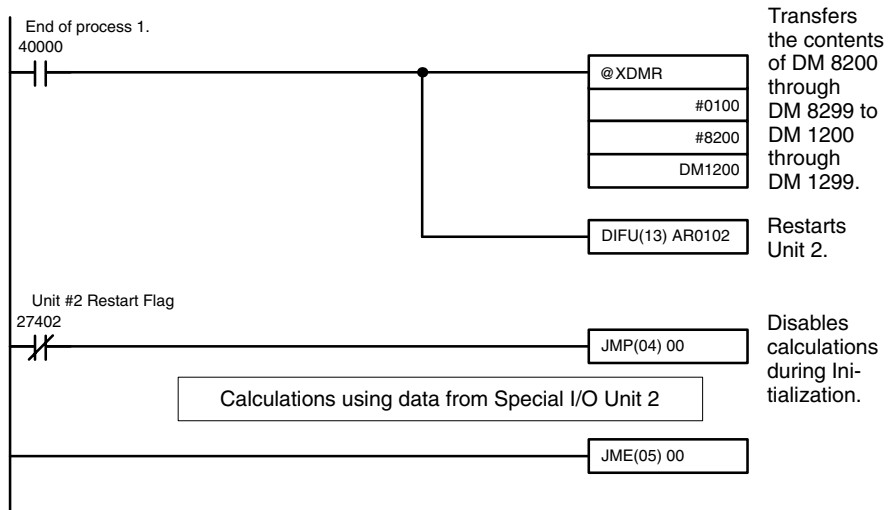 End of process 1.
40000
@XDMR
#0100
#8200
DM1200
Transfers
the contents
of DM 8200
through
DM 8299 to
DM 1200
through
DM 1299.
DIFU(13) AR0102
Restarts
Unit 2.
Unit #2 Restart Flag
27402
JMP(04) 00
Disables
calculations
during Ini-
tialization.
Calculations using data from Special I/O Unit 2
JME(05) 00